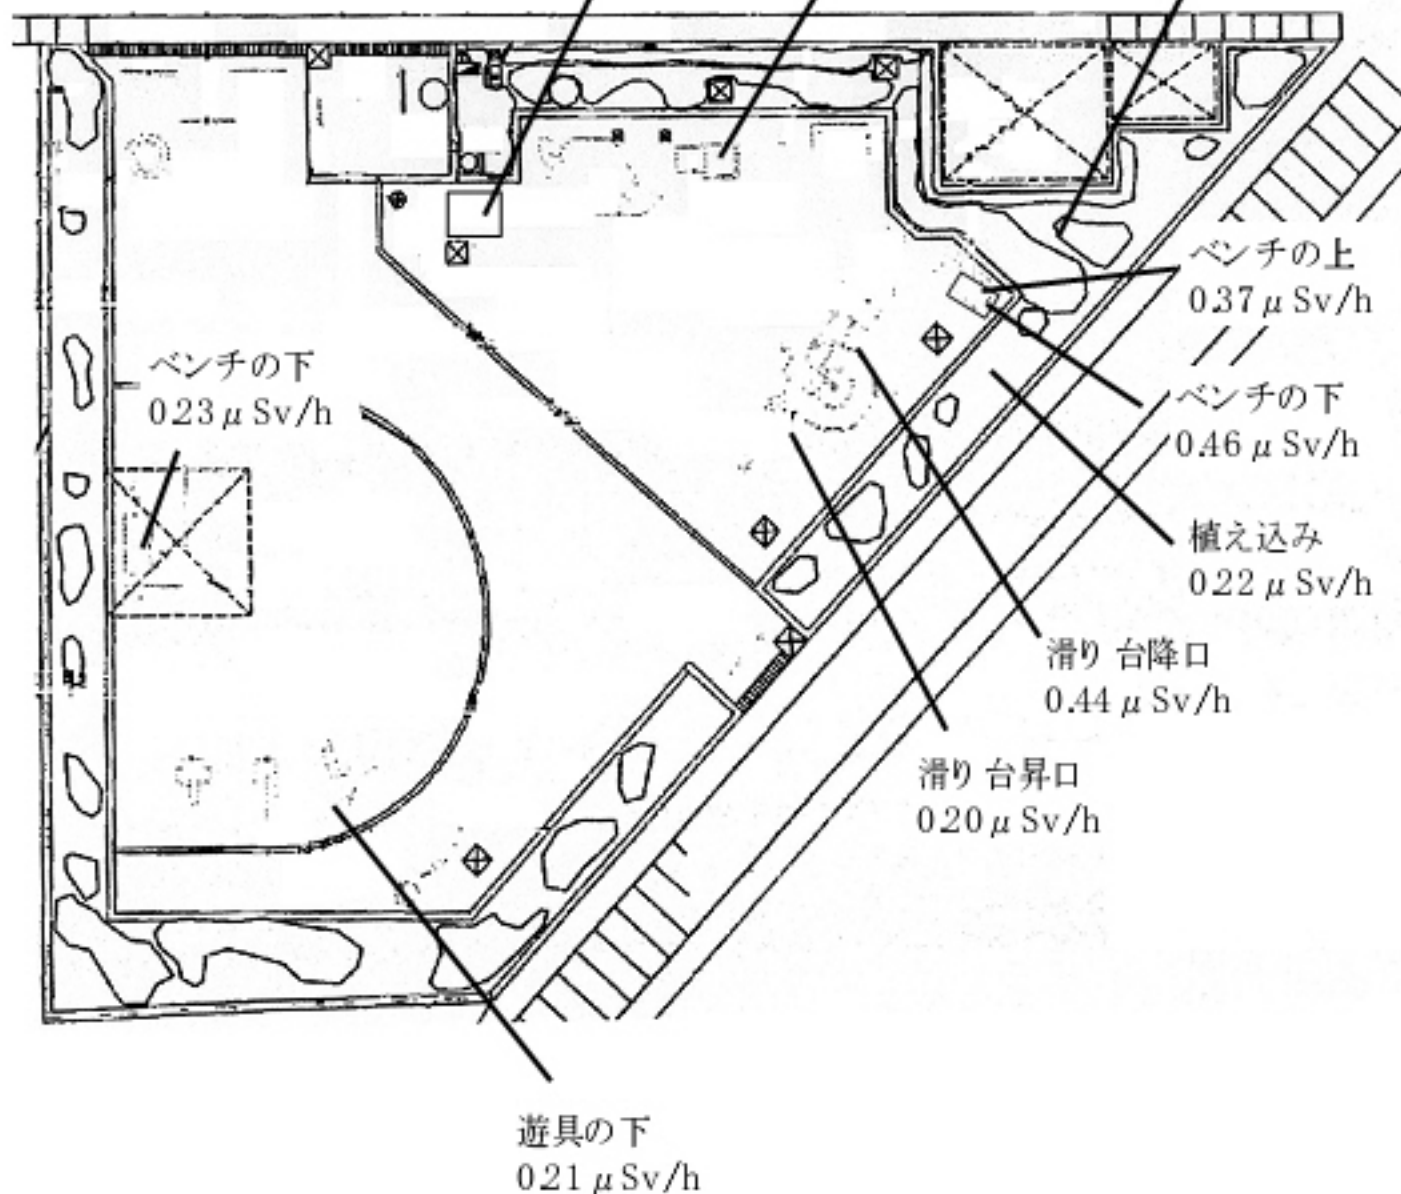 ベンチの上
0.37 μ Sv/h
ベンチの下
0.23 μ Sv/h
ベンチの下
0.46 μ Sv/h
植え込み
0.22 μ Sv/h
滑り 台降口
0.44 μ Sv/h
滑り 台昇口
0.20 μ Sv/h
遊具の下
0.21 μ Sv/h